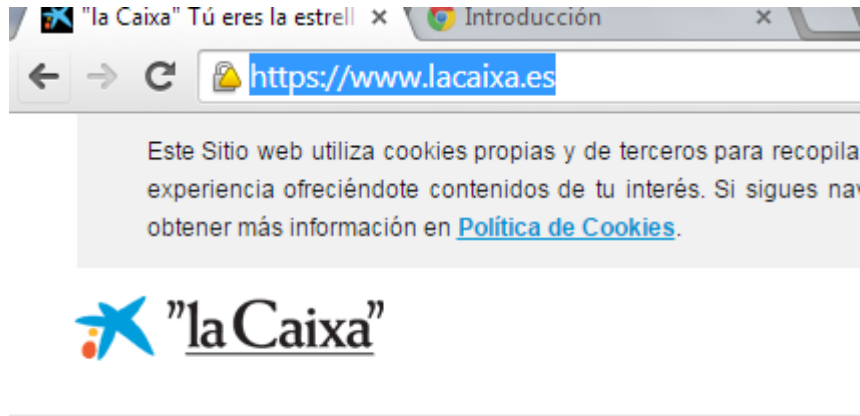 "la Caixa" Tú eres la estrell
Introducción
https://www.lacaixa.es
Este Sitio web utiliza cookies propias y de terceros para recopila
experiencia ofreciéndote contenidos de tu interés. Si sigues nav
obtener más información en Política de Cookies.
"la Caixa"